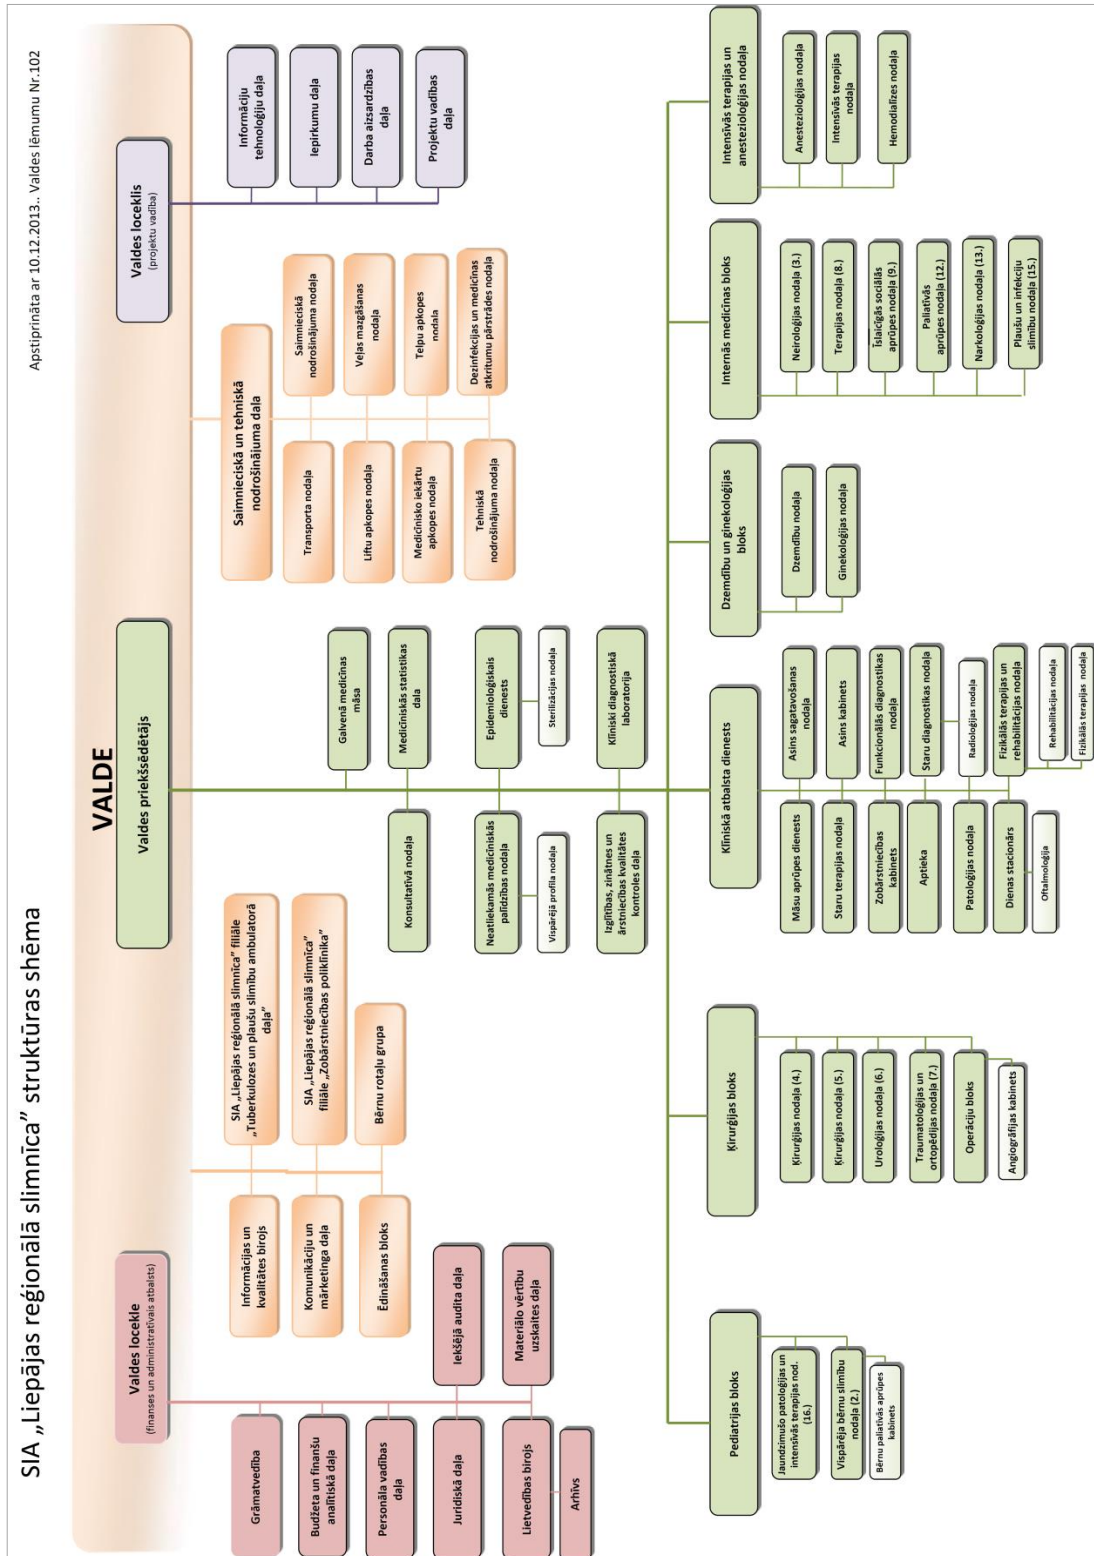 SIA „Liepājas reģionālā slimnīca” struktūras shēma
Apstiprināta ar 10.12.2013.. Valdes lēmumu Nr.102
VALDE
Valdes locekle
(finanses un administratīvais atbalsts)
Valdes priekšsēdētājs
Valdes loceklis
(projektu vadība)
Grāmatvedība
Budžeta un finanšu
analītiskā daļa
Personāla vadības
daļa
Juridiskā daļa
Iekšējā audita daļa
Lietvedības birojs
Materiālo vērtību
uzskaites daļa
Arhīvs
Informācijas un
kvalitātes birojs
SIA „Liepājas reģionālā slimnīca” filiāle
„Tuberkulozes un plaušu slimību ambulatorā
daļa”
Komunikāciju un
mārketinga daļa
SIA „Liepājas reģionālā slimnīca”
filiāle „Zobārstniecības poliklīnika”
Ēdināšanas bloks
Bērnu rotaļu grupa
Galvenā medicīnas
māsa
Konsultatīvā nodaļa
Medicīniskās statistikas
daļa
Neatliekamās medicīniskās
palīdzības nodaļa
Vispārējā profila nodaļa
Epidemioloģiskais
dienests
Sterilizācijas nodaļa
Izglītības, zinātnes un
ārstniecības kvalitātes
kontroles daļa
Klīniski diagnostiskā
laboratorija
Saimnieciskā un tehniskā
nodrošinājuma daļa
Transporta nodaļa
Saimnieciskā
nodrošinājuma nodaļa
Liftu apkopes nodaļa
Veļas mazgāšanas
nodaļa
Medicīnisko iekārtu
apkopes nodaļa
Telpu apkopes
nodala
Tehniskā
nodrošinājuma nodaļa
Dezinfekcijas un medicīnas
atkritumu pārstrādes nodaļa
Informāciju
tehnoloģiju daļa
Iepirkumu daļa
Darba aizsardzības
daļa
Projektu vadības
daļa
Pediatrijas bloks
Jaundzimušo patoloģijas un
intensīvās terapijas nod.
(16.)
Vispārēja bērnu slimību
nodaļa (2.)
Bērnu paliatīvās aprūpes
kabinets
Ķirurģijas bloks
Ķirurģijas nodaļa (4.)
Ķirurģijas nodaļa (5.)
Uroloģijas nodaļa (6.)
Traumatoloģijas un
ortopēdijas nodaļa (7.)
Operāciju bloks
Angiogrāfijas kabinets
Klīniskā atbalsta dienests
Māsu aprūpes dienests
Asins sagatavošanas
nodaļa
Staru terapijas nodaļa
Asins kabinets
Zobārstniecības
kabinets
Funkcionālās diagnostikas
nodaļa
Aptieka
Staru diagnostikas nodaļa
Radioloģijas nodaļa
Patoloģijas nodaļa
Dienas stacionārs
Oftalmoloģija
Fizikālās terapijas un
rehabilitācijas nodaļa
Rehabilitācijas nodaļa
Fizikālās terapijas nodaļa
Dzemdību un ginekoloģijas
bloks
Dzemdību nodaļa
Ginekoloģijas nodaļa
Internās medicīnas bloks
Neiroloģijas nodaļa (3.)
Terapijas nodaļa (8.)
Īslaicīgās sociālās
aprūpes nodaļa (9.)
Paliatīvās
aprūpes nodaļa (12.)
Narkoloģijas nodaļa (13.)
Plaušu un infekciju
slimību nodaļa (15.)
Intensīvās terapijas un
anestezioloģijas nodaļa
Anestezioloģijas nodaļa
Intensīvās terapijas
nodaļa
Hemodialīzes nodaļa